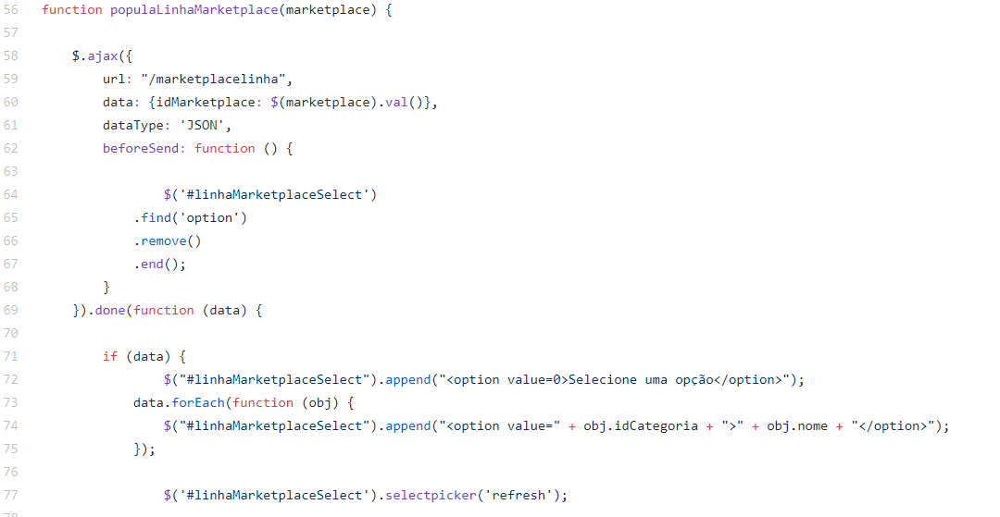 56 function populaLinhaMarketplace(marketplace) {
57
58 $.ajax({
59 url: "/marketplacelinha",
60 data: {idMarketplace: $(marketplace).val()},
61 dataType: 'JSON',
62 beforeSend: function () {
63
64 $('#linhaMarketplaceSelect')
65 .find('option')
66 .remove()
67 .end();
68 }
69 }).done(function (data) {
70
71 if (data) {
72 $("#linhaMarketplaceSelect").append("<option value=0>Selecione uma opção</option>");
73 data.forEach(function (obj) {
74 $("#linhaMarketplaceSelect").append("<option value=" + obj.idCategoria + ">" + obj.nome + "</option>");
75 });
76
77 $('#linhaMarketplaceSelect').selectpicker('refresh');
78